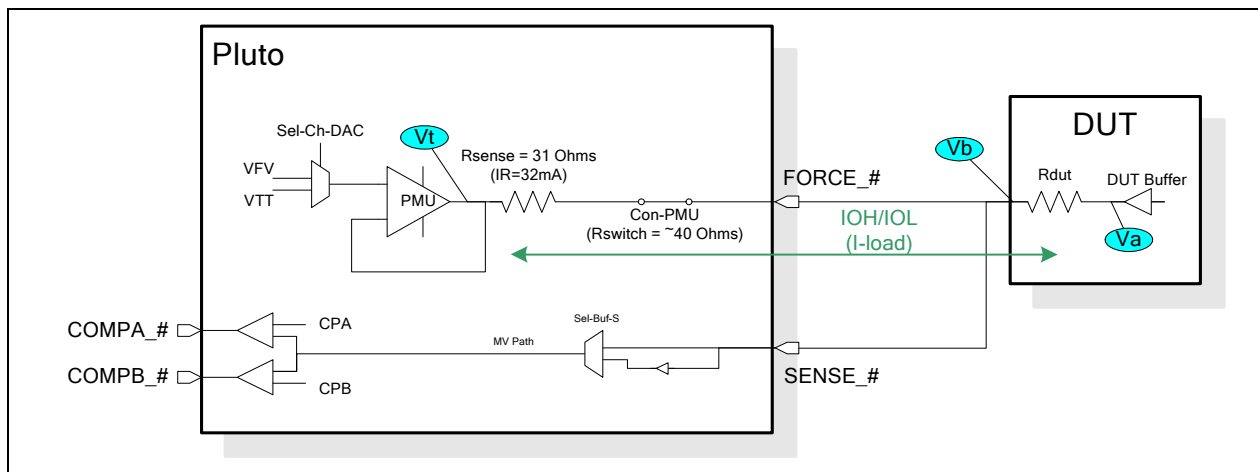 Pluto
Sel-Ch-DAC
VFV
VTT
PMU
Vt
Rsense = 31 Ohms
(IR=32mA)
Con-PMU
(Rswitch = ~40 Ohms)
FORCE_#
IOH/IOL
(I-load)
Vb
DUT
Rdut
DUT Buffer
Va
COMPA_#
COMPB_#
CPA
CPB
MV Path
Sel-Buf-S
SENSE_#